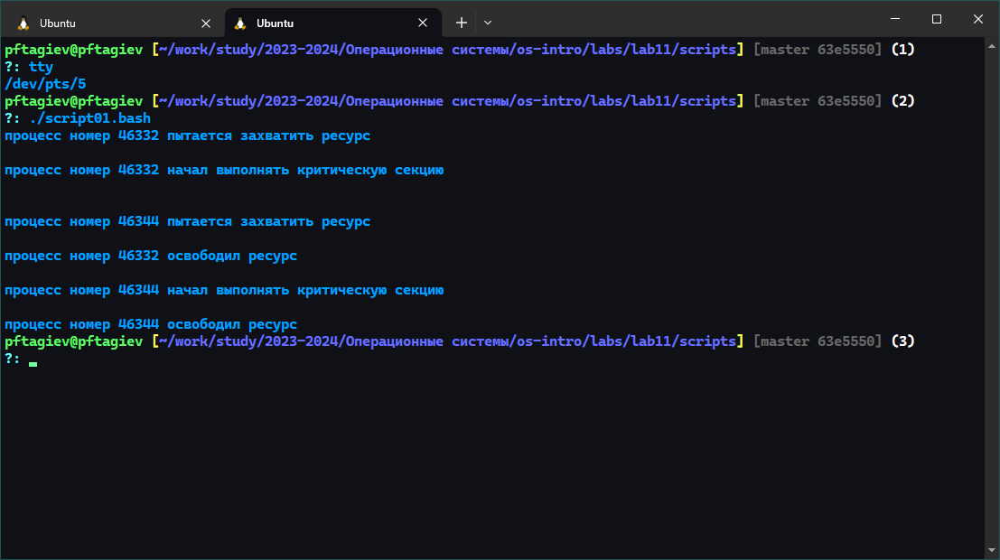 Ubuntu
Ubuntu
pftagiev@pftagiev [~/work/study/2023-2024/Операционные системы/os-intro/labs/lab11/scripts] [master 63e5550] (1)
?: tty
/dev/pts/5
pftagiev@pftagiev [~/work/study/2023-2024/Операционные системы/os-intro/labs/lab11/scripts] [master 63e5550] (2)
?: ./script01.bash
процесс номер 46332 пытается захватить ресурс
процесс номер 46332 начал выполнять критическую секцию
процесс номер 46344 пытается захватить ресурс
процесс номер 46332 освободил ресурс
процесс номер 46344 начал выполнять критическую секцию
процесс номер 46344 освободил ресурс
pftagiev@pftagiev [~/work/study/2023-2024/Операционные системы/os-intro/labs/lab11/scripts] [master 63e5550] (3)
?: